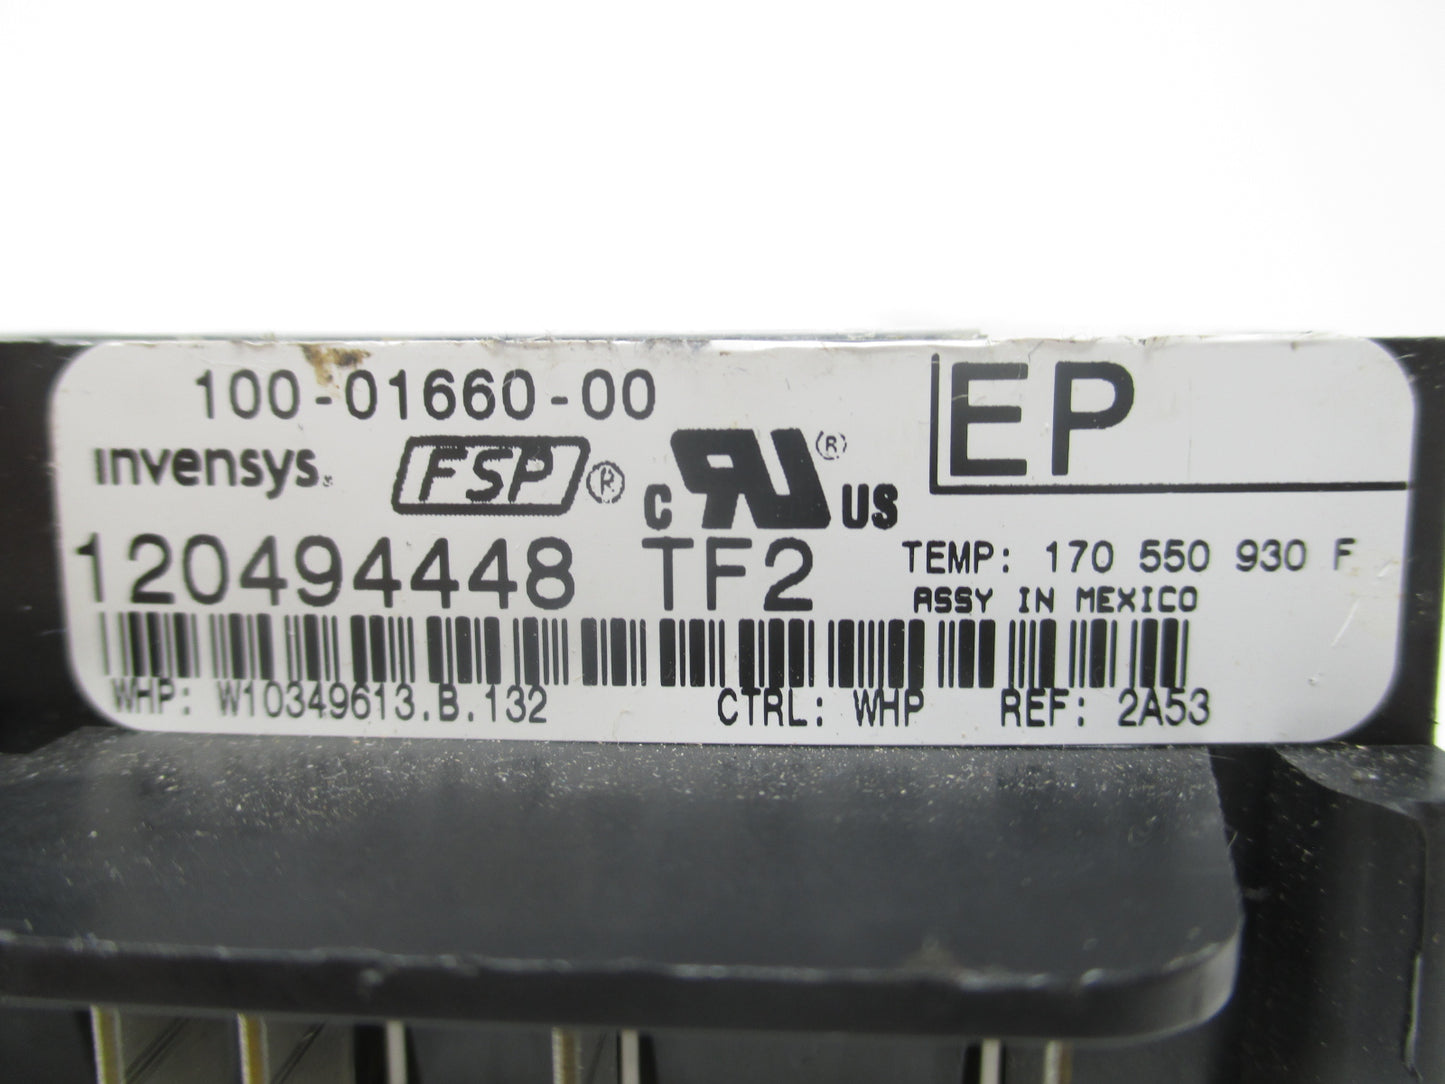 100-01660-00
EP
invensys.
FSP ®
c RU ® US
120494448 TF2
TEMP: 170 550 930 F
ASSY IN MEXICO
WHP: W10349613.B.132 CTRL: WHP REF: 2A53